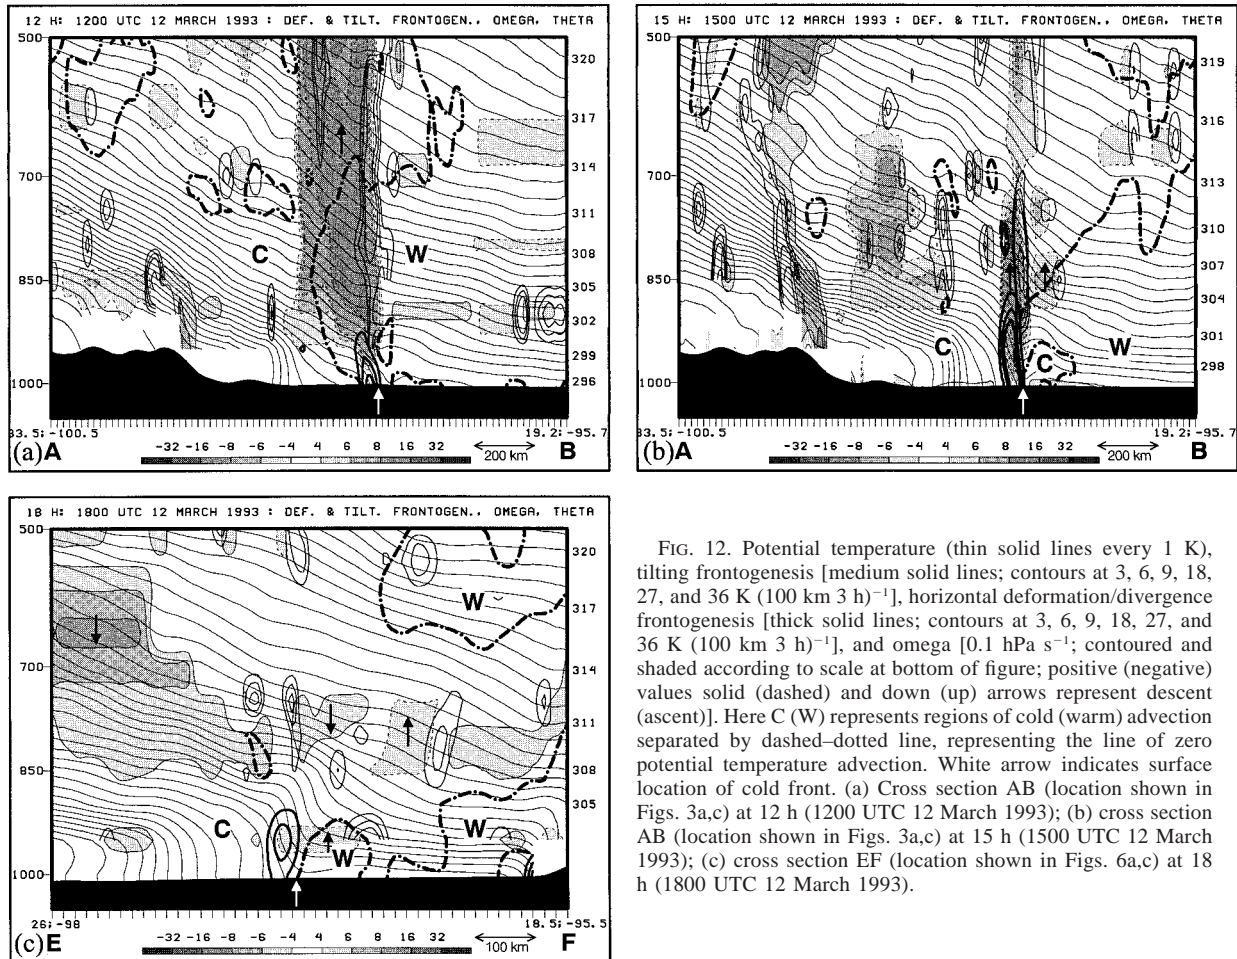 12 H: 1200 UTC 12 MARCH 1993 : DEF. & TILT. FRONTOGEN., OMEGA, THETA
500
700
850
1000
320
317
314
311
308
305
302
299
296
C
W
33.5;-100.5
19.2;-95.7
(a) A
-32 -16 -8 -6 -4 4 6 8 16 32
200 km
B
15 H: 1500 UTC 12 MARCH 1993 : DEF. & TILT. FRONTOGEN., OMEGA, THETA
500
700
850
1000
319
316
313
310
307
304
301
298
C
C
W
33.5;-100.5
19.2;-95.7
(b) A
-32 -16 -8 -6 -4 4 6 8 16 32
200 km
B
18 H: 1800 UTC 12 MARCH 1993 : DEF. & TILT. FRONTOGEN., OMEGA, THETA
500
700
850
1000
320
317
314
311
308
305
W
C
W
W
26;-98
18.5;-95.5
(c) E
-32 -16 -8 -6 -4 4 6 8 16 32
100 km
F
FIG. 12. Potential temperature (thin solid lines every 1 K),
tilting frontogenesis [medium solid lines; contours at 3, 6, 9, 18,
27, and 36 K (100 km 3 h)⁻¹], horizontal deformation/divergence
frontogenesis [thick solid lines; contours at 3, 6, 9, 18, 27, and
36 K (100 km 3 h)⁻¹], and omega [0.1 hPa s⁻¹; contoured and
shaded according to scale at bottom of figure; positive (negative)
values solid (dashed) and down (up) arrows represent descent
(ascent)]. Here C (W) represents regions of cold (warm) advection
separated by dashed–dotted line, representing the line of zero
potential temperature advection. White arrow indicates surface
location of cold front. (a) Cross section AB (location shown in
Figs. 3a,c) at 12 h (1200 UTC 12 March 1993); (b) cross section
AB (location shown in Figs. 3a,c) at 15 h (1500 UTC 12 March
1993); (c) cross section EF (location shown in Figs. 6a,c) at 18
h (1800 UTC 12 March 1993).